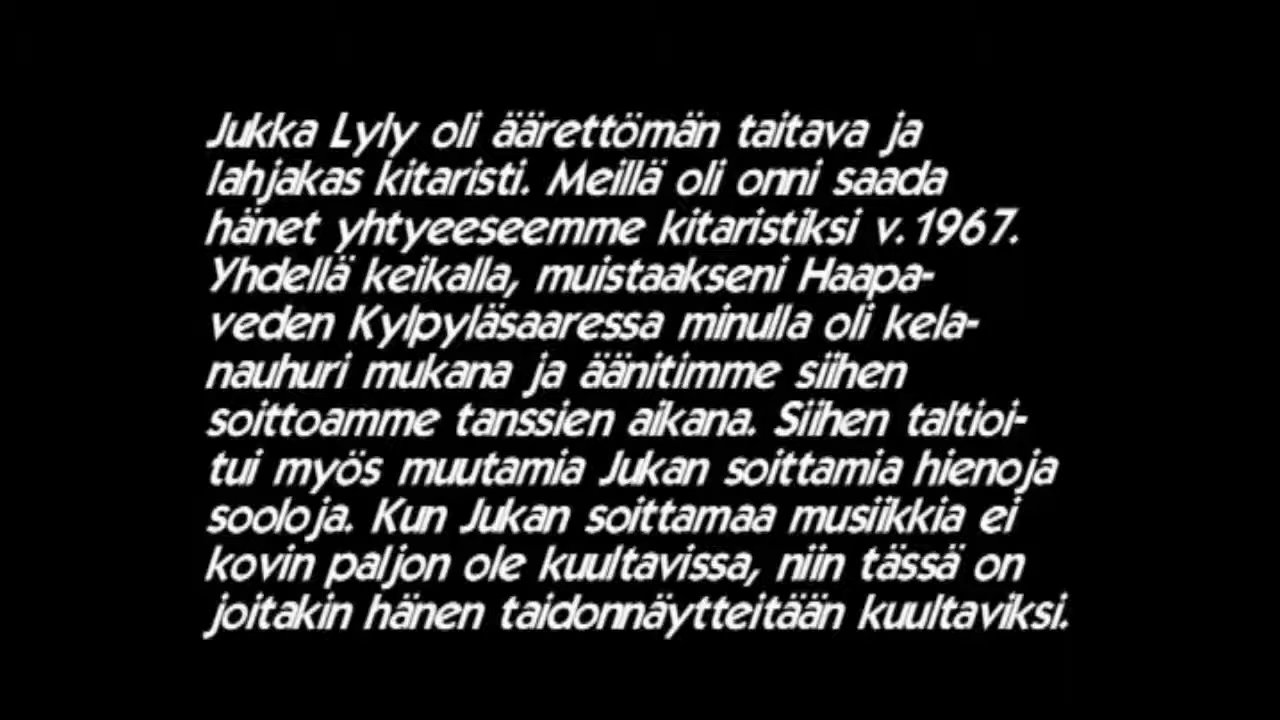 Jukka Lyly oli äärettömän taitava ja
lahjakas kitaristi. Meillä oli onni saada
hänet yhtyeeseemme kitaristiksi v. 1967.
Yhdellä keikalla, muistaakseni Haapa-
veden Kylpyläsaaressa minulla oli kela-
nauhuri mukana ja äänitimme siihen
soittoamme tanssien aikana. Siihen taltioi-
tui myös muutamia Jukan soittamia hienoja
sooloja. Kun Jukan soittamaa musiikkia ei
kovin paljon ole kuultavissa, niin tässä on
joitakin hänen taidonnäytteitään kuultaviksi.